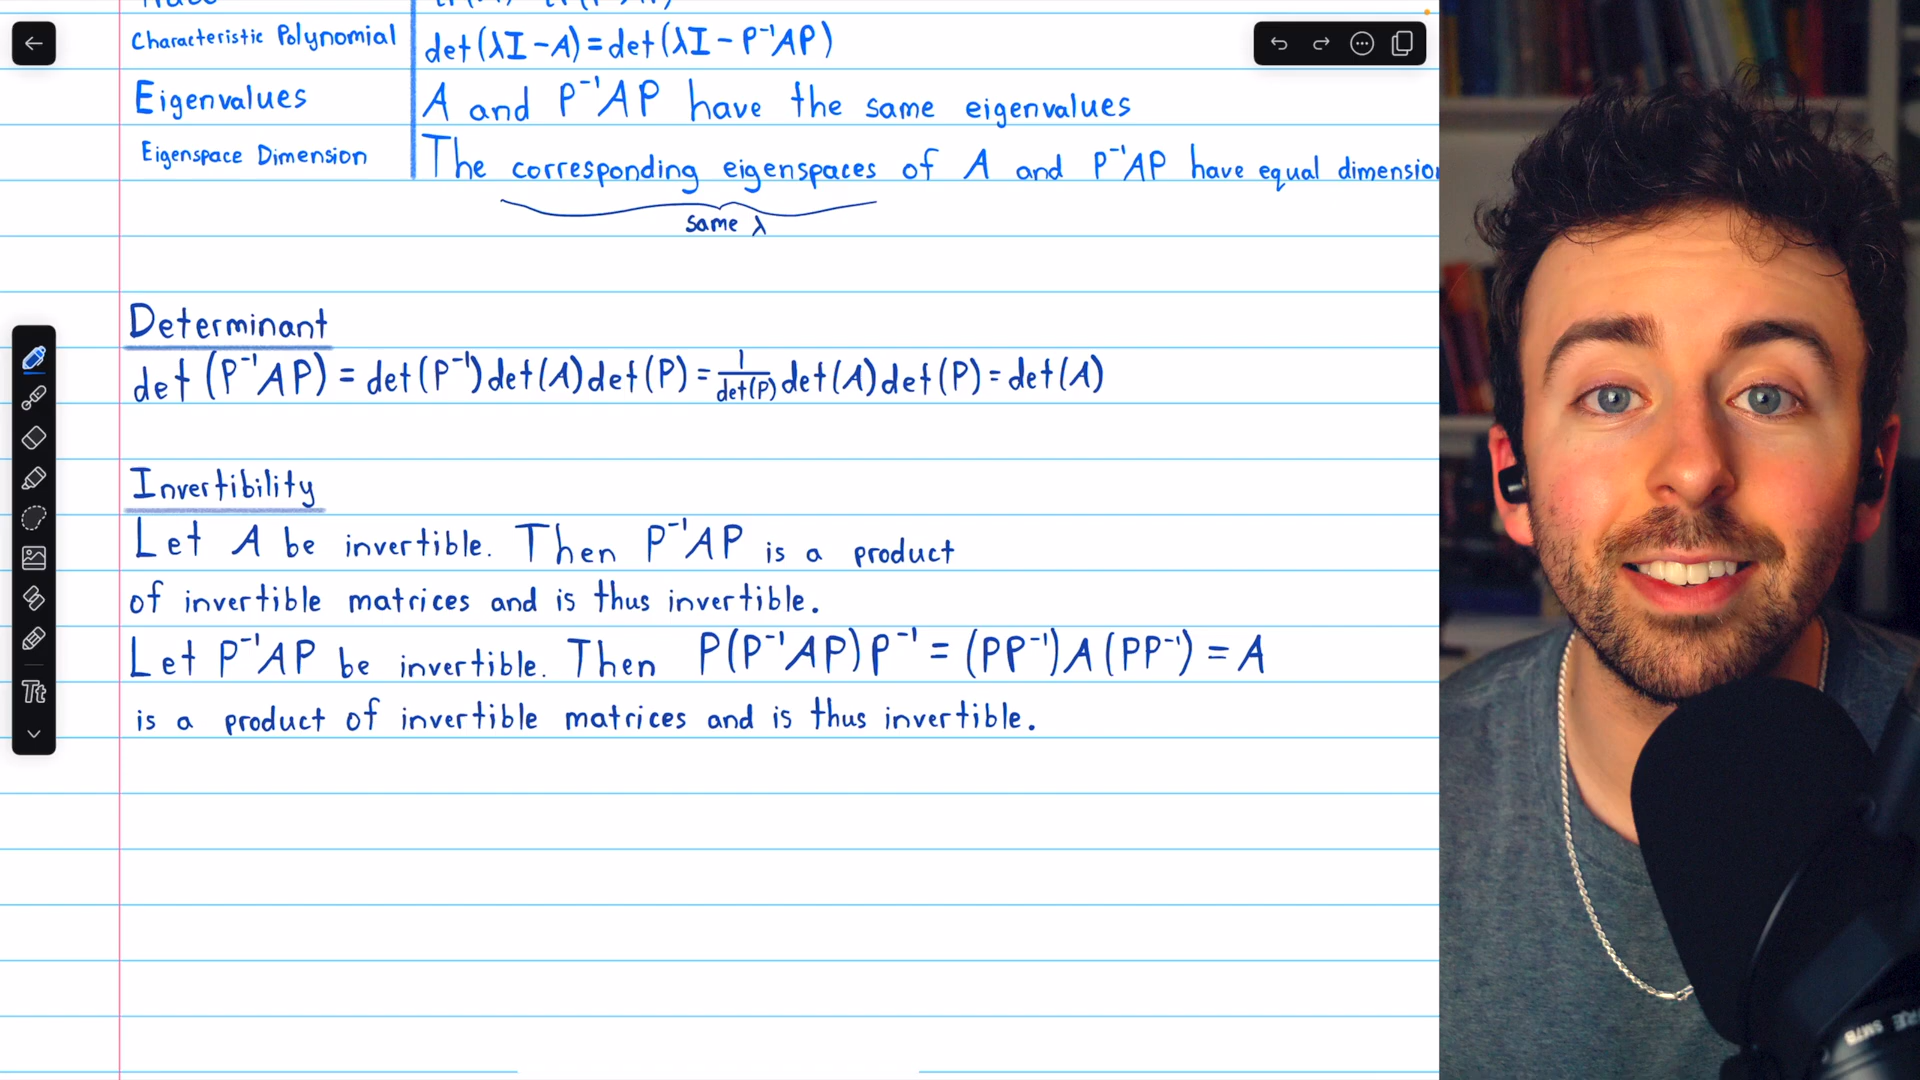 Characteristic Polynomial det(λI-A)=det(λI-P⁻¹AP)
Eigenvalues A and P⁻¹AP have the same eigenvalues
Eigenspace Dimension The corresponding eigenspaces of A and P⁻¹AP have equal dimension
same λ
Determinant
det(P⁻¹AP) = det(P⁻¹)det(A)det(P) = 1/det(P) det(A)det(P) = det(A)
Invertibility
Let A be invertible. Then P⁻¹AP is a product
of invertible matrices and is thus invertible.
Let P⁻¹AP be invertible. Then P(P⁻¹AP)P⁻¹ = (PP⁻¹)A(PP⁻¹) = A
is a product of invertible matrices and is thus invertible.
Tt
SM7B